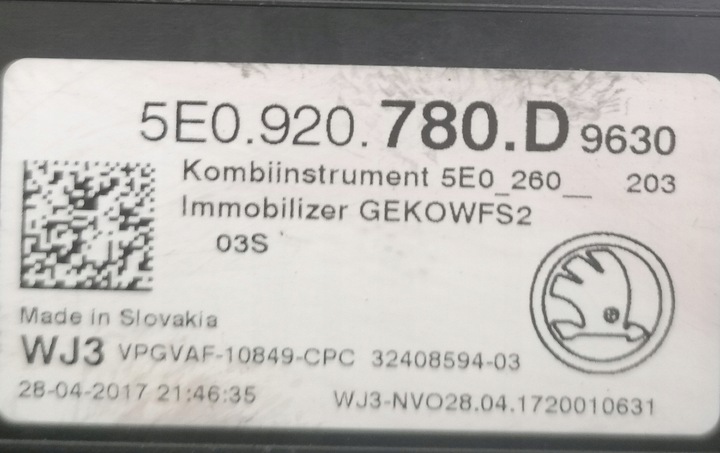 5E0.920.780.D 9630
Kombiinstrument 5E0_260__ 203
Immobilizer GEKOWFS2
03S
Made in Slovakia
WJ3 VPGVAF-10849-CPC 32408594-03
28-04-2017 21:46:35 WJ3-NVO28.04.1720010631